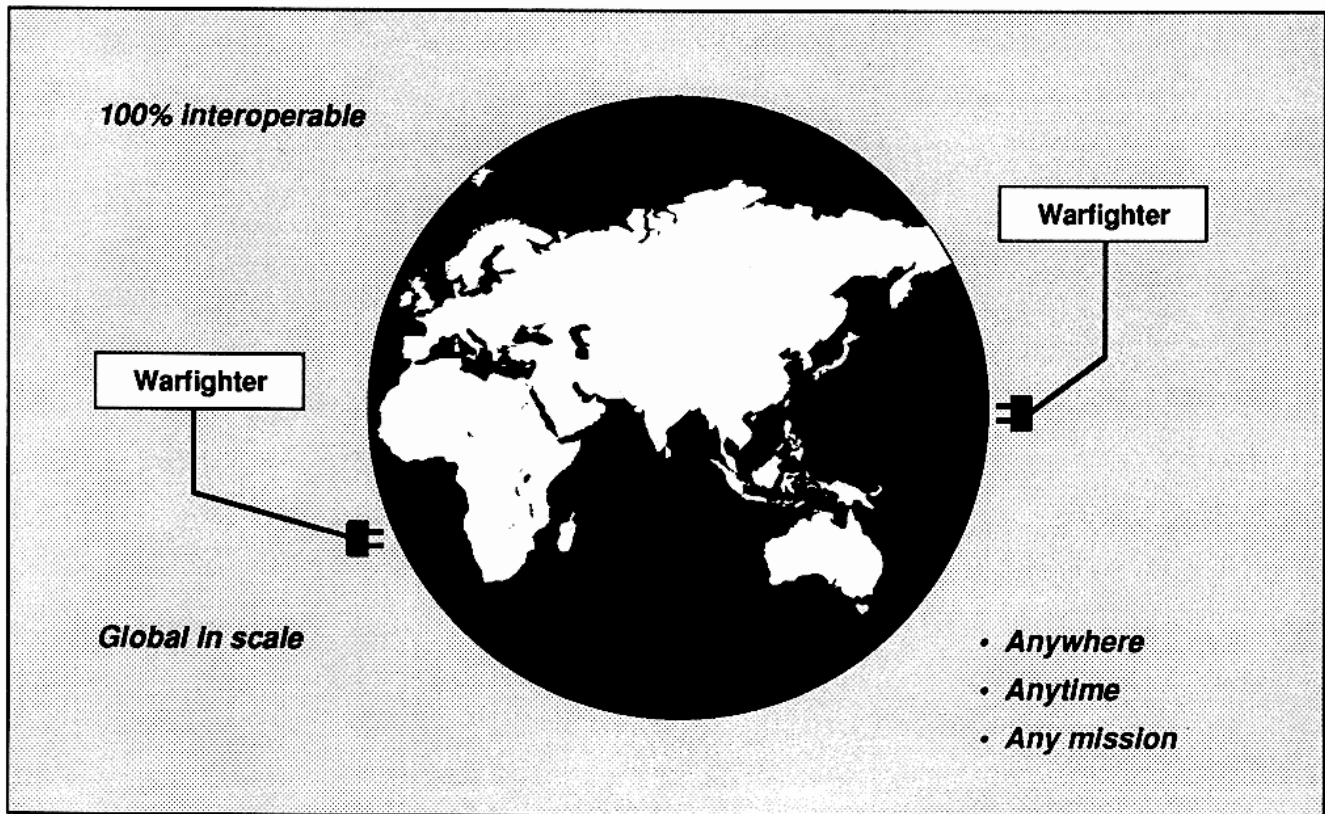 100% interoperable
Warfighter
Warfighter
Global in scale
• Anywhere
• Anytime
• Any mission